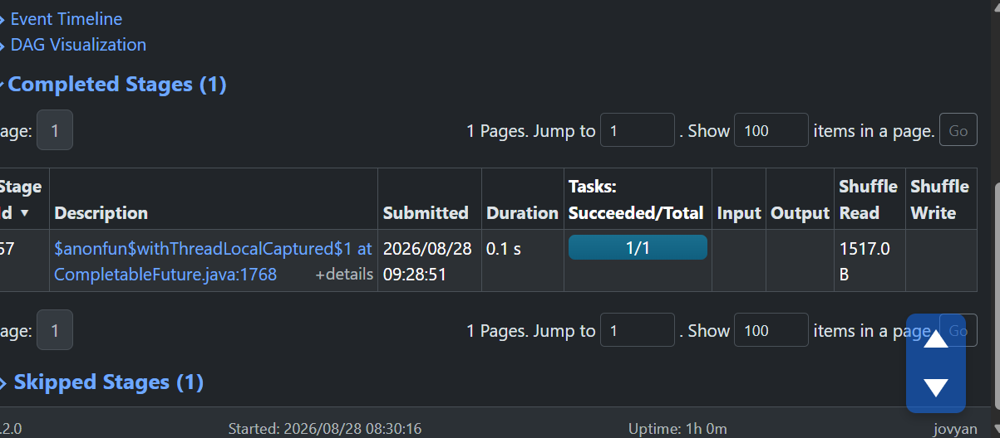 Event Timeline
DAG Visualization
Completed Stages (1)
age: 1 1 Pages. Jump to 1 . Show 100 items in a page. Go
Stage Shuffle Shuffle
Id Description Submitted Duration Tasks: Succeeded/Total Input Output Read Write
57 $anonfun$withThreadLocalCaptured$1 at 2026/08/28 0.1 s 1/1 1517.0
CompletableFuture.java:1768 +details 09:28:51 B
age: 1 1 Pages. Jump to 1 . Show 100 items in a page. Go
Skipped Stages (1)
.2.0 Started: 2026/08/28 08:30:16 Uptime: 1h 0m jovyan